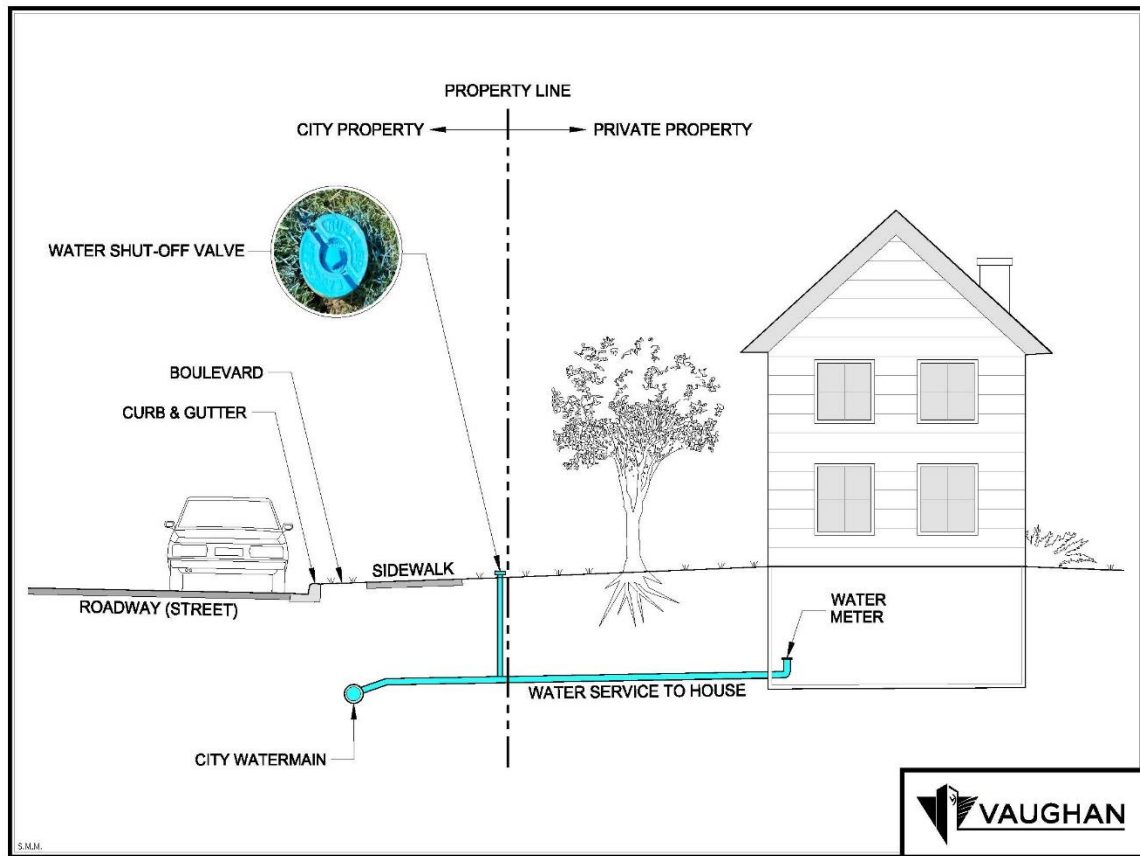 PROPERTY LINE
CITY PROPERTY
PRIVATE PROPERTY
WATER SHUT-OFF VALVE
BOULEVARD
CURB & GUTTER
SIDEWALK
ROADWAY (STREET)
WATER
METER
WATER SERVICE TO HOUSE
CITY WATERMAIN
VAUGHAN
S.M.M.